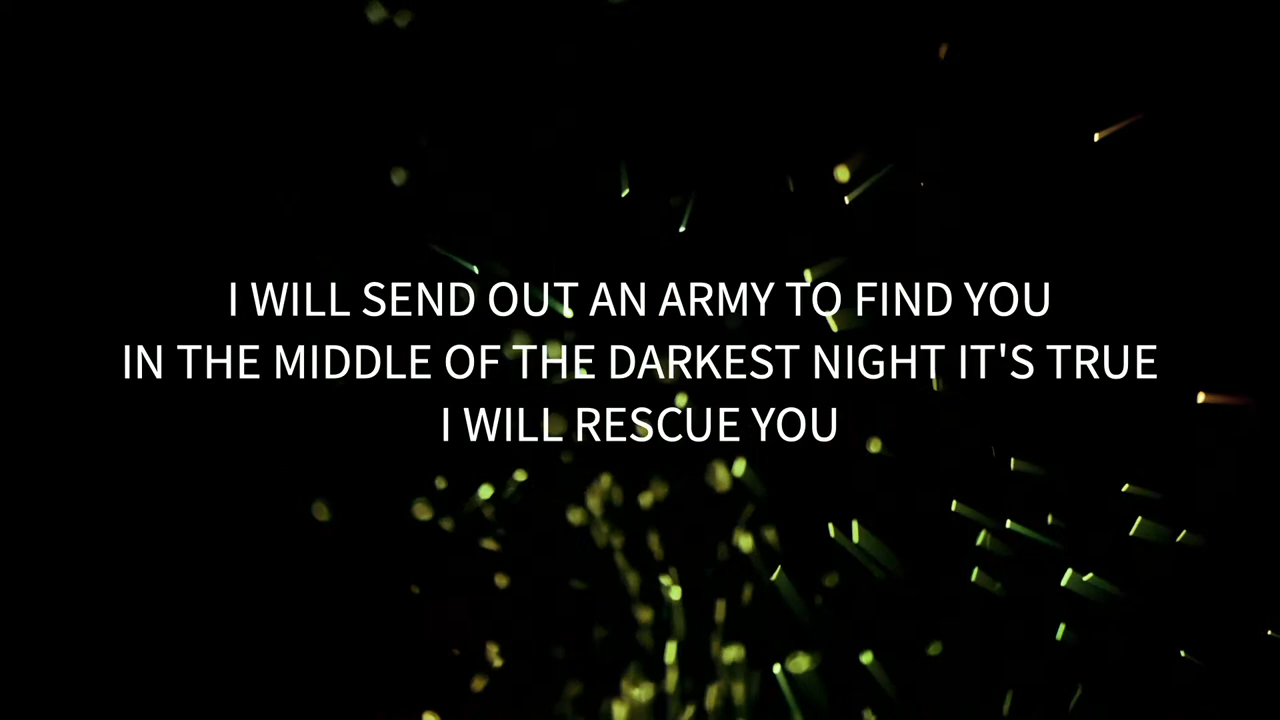 I WILL SEND OUT AN ARMY TO FIND YOU
IN THE MIDDLE OF THE DARKEST NIGHT IT'S TRUE
I WILL RESCUE YOU